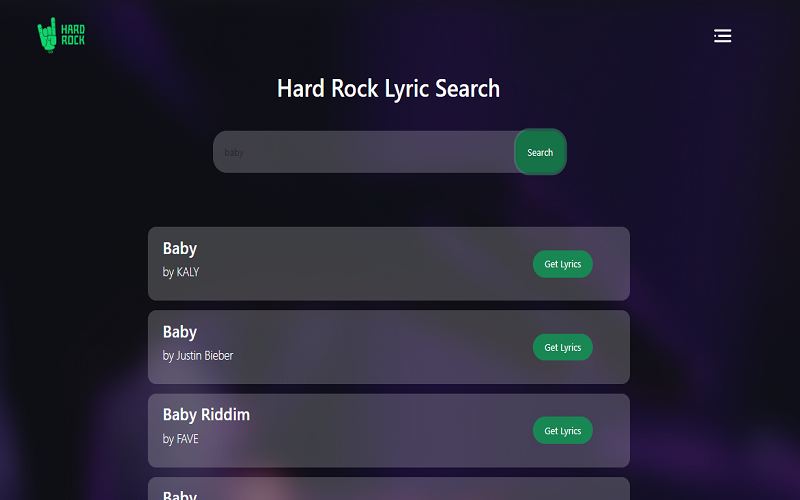 HARD
ROCK
Hard Rock Lyric Search
baby
Search
Baby
by KALY
Get Lyrics
Baby
by Justin Bieber
Get Lyrics
Baby Riddim
by FAVE
Get Lyrics
Baby